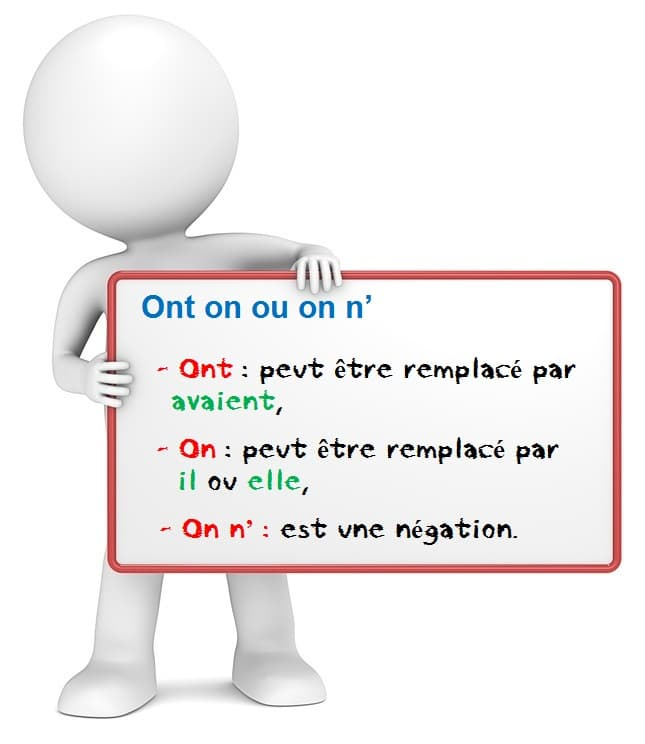 Ont on ou on n’
- Ont : peut être remplacé par
avaient,
- On : peut être remplacé par
il ou elle,
- On n’ : est une négation.